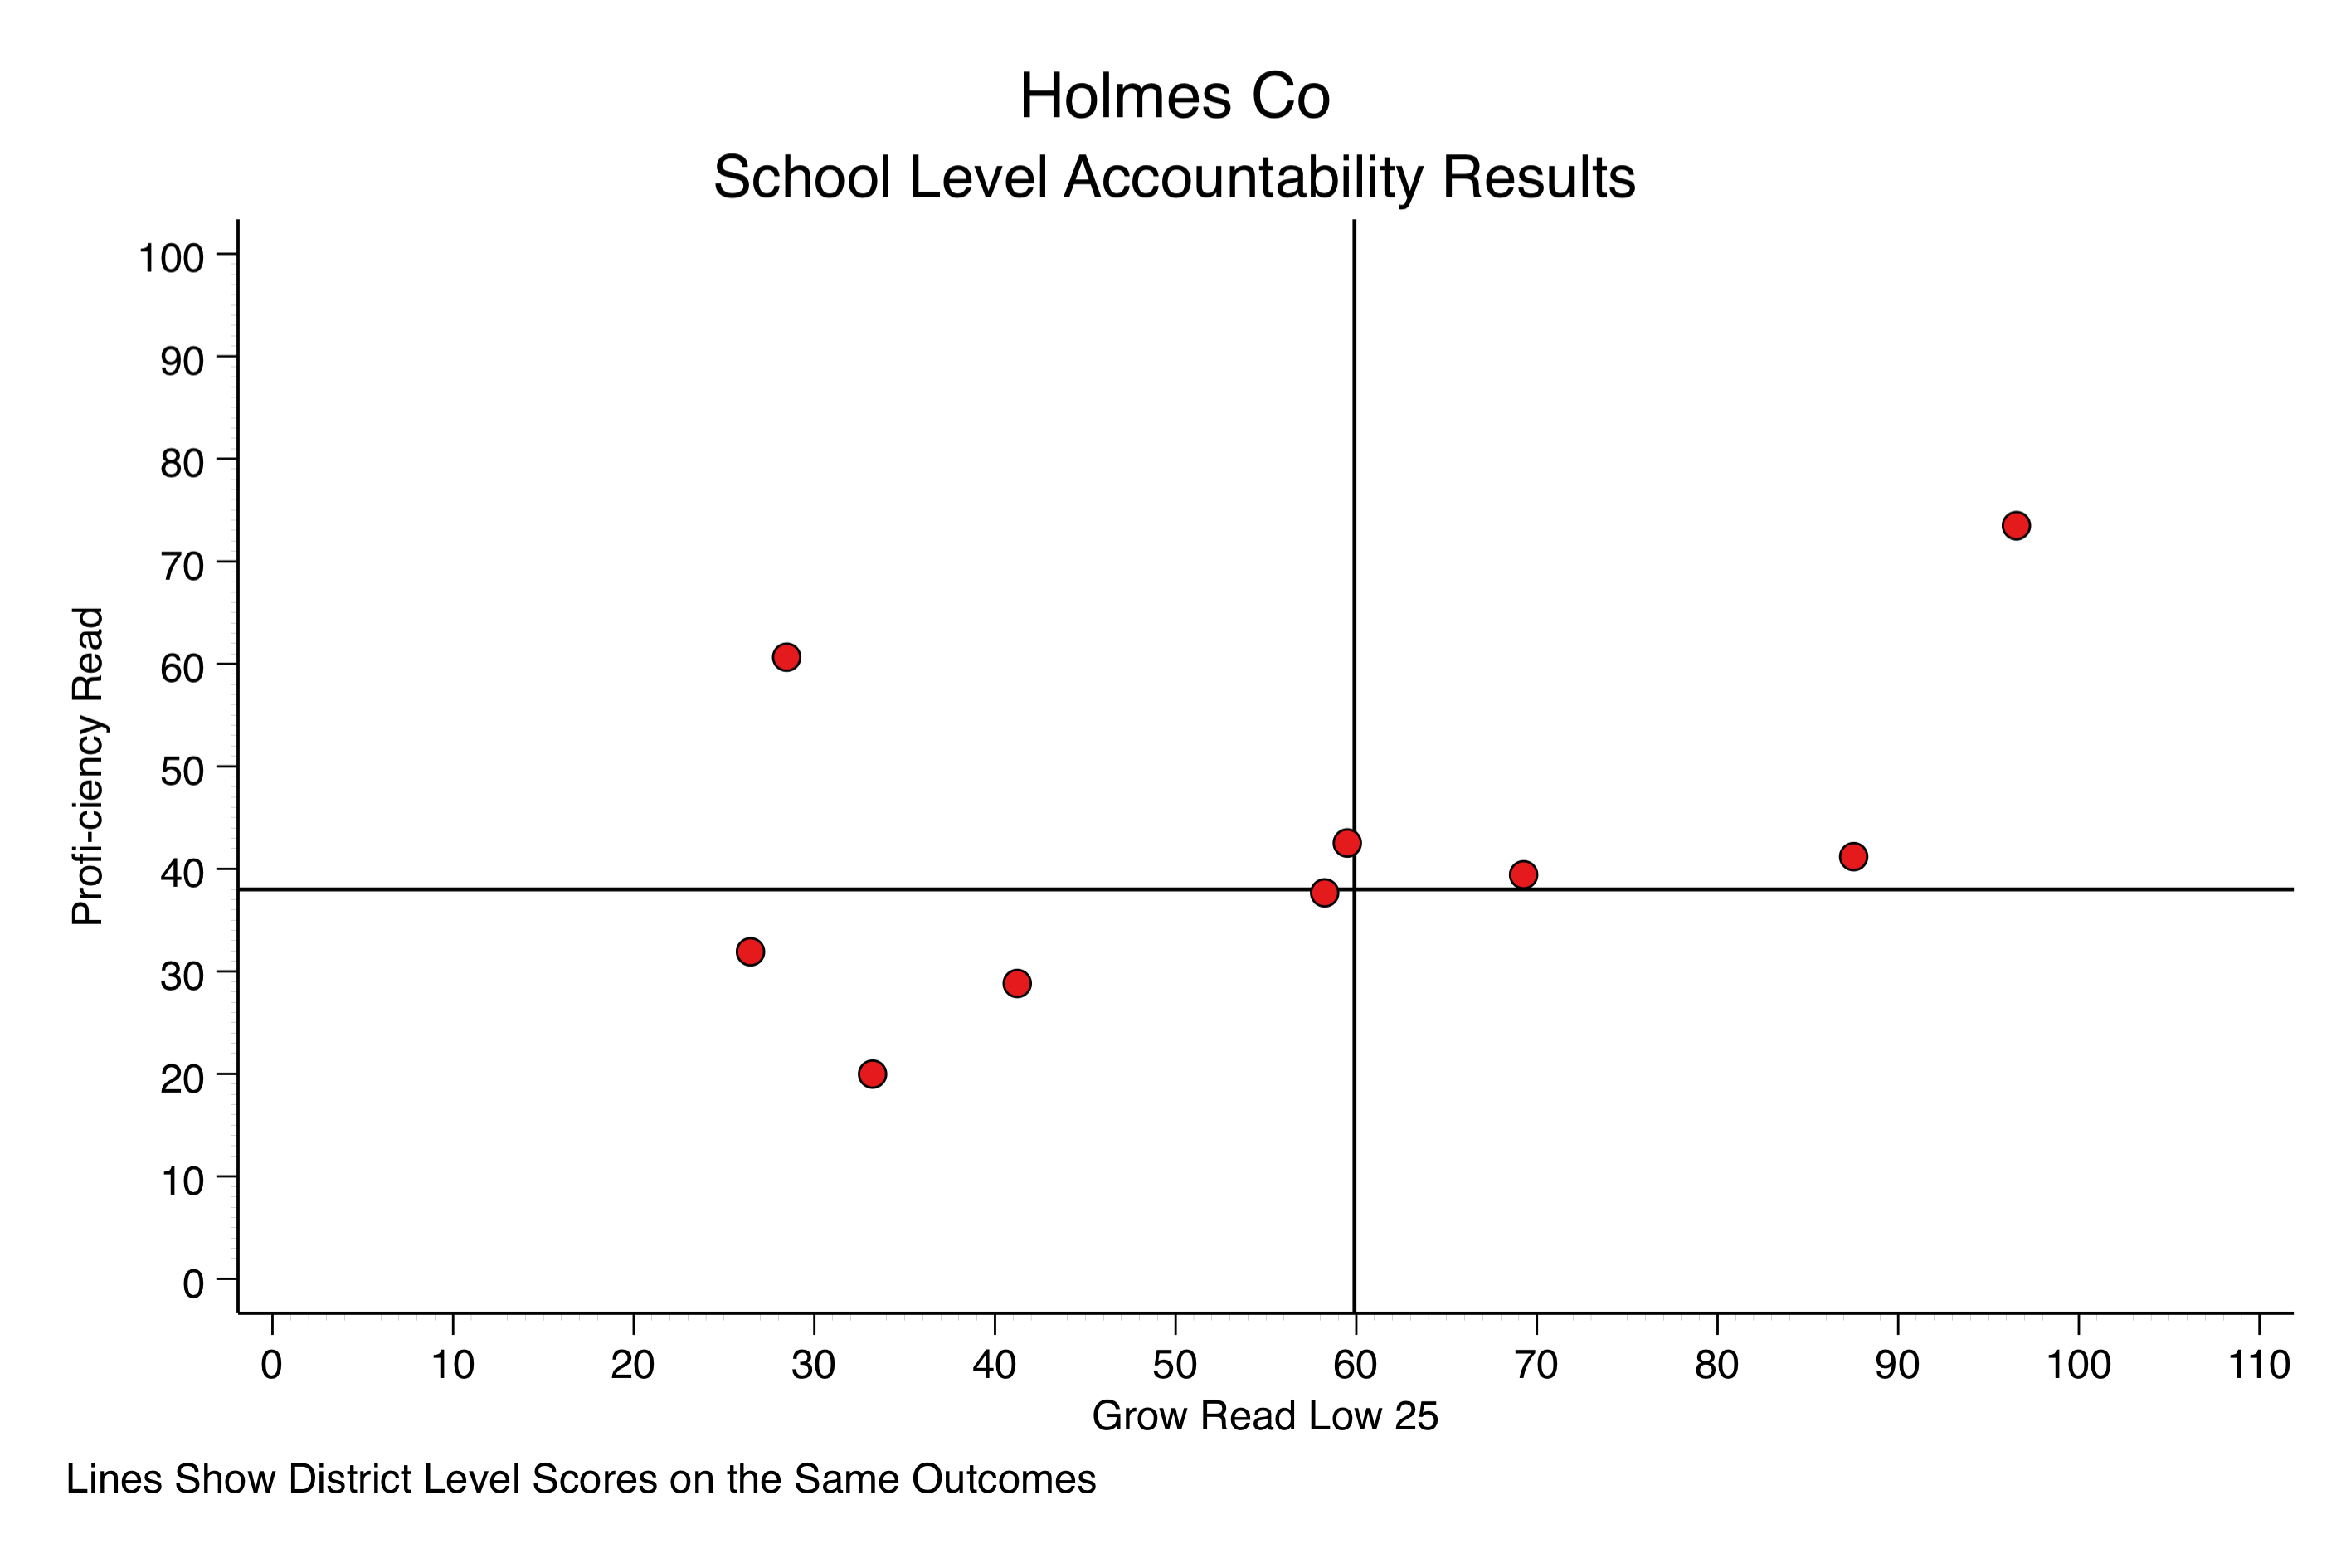 Holmes Co
School Level Accountability Results
100
90
80
70
60
50
40
30
20
10
0
Profi-ciency Read
0 10 20 30 40 50 60 70 80 90 100 110
Grow Read Low 25
Lines Show District Level Scores on the Same Outcomes